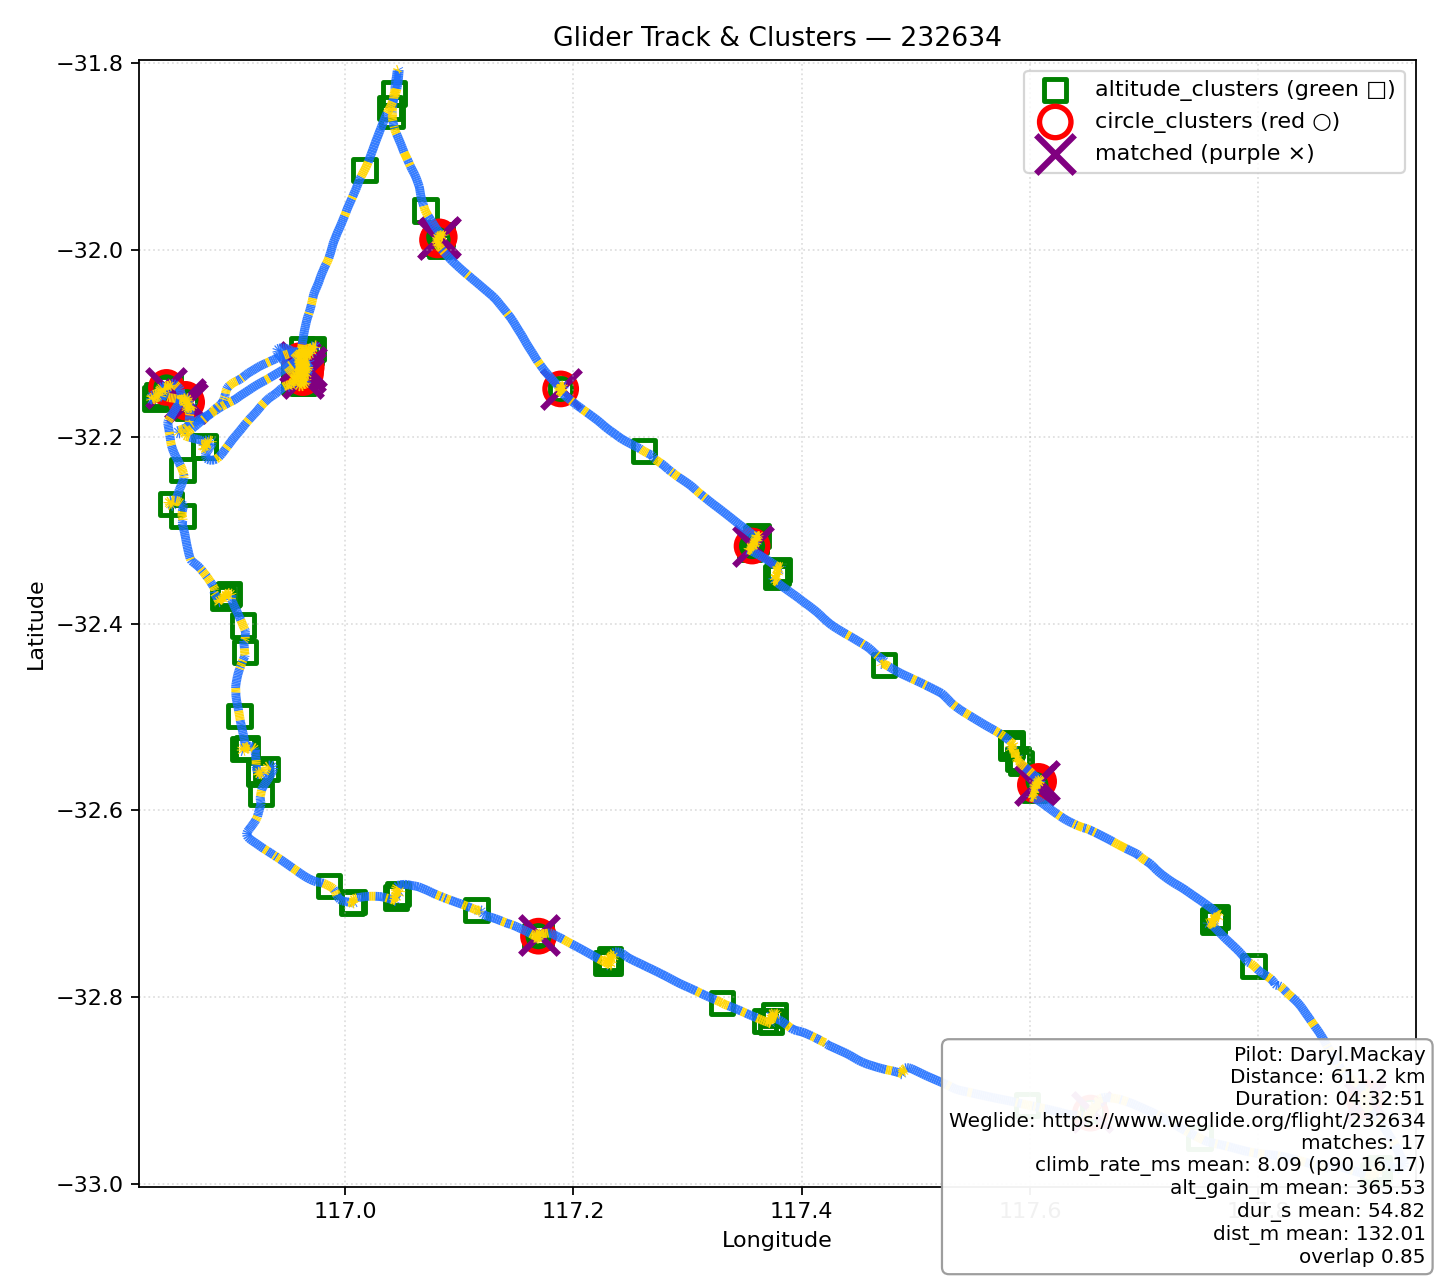 Glider Track & Clusters — 232634
altitude_clusters (green □)
circle_clusters (red ○)
matched (purple ×)
Latitude
−31.8
−32.0
−32.2
−32.4
−32.6
−32.8
−33.0
117.0
117.2
117.4
117.6
Longitude
Pilot: Daryl.Mackay
Distance: 611.2 km
Duration: 04:32:51
Weglide: https://www.weglide.org/flight/232634
matches: 17
climb_rate_ms mean: 8.09 (p90 16.17)
alt_gain_m mean: 365.53
dur_s mean: 54.82
dist_m mean: 132.01
overlap 0.85